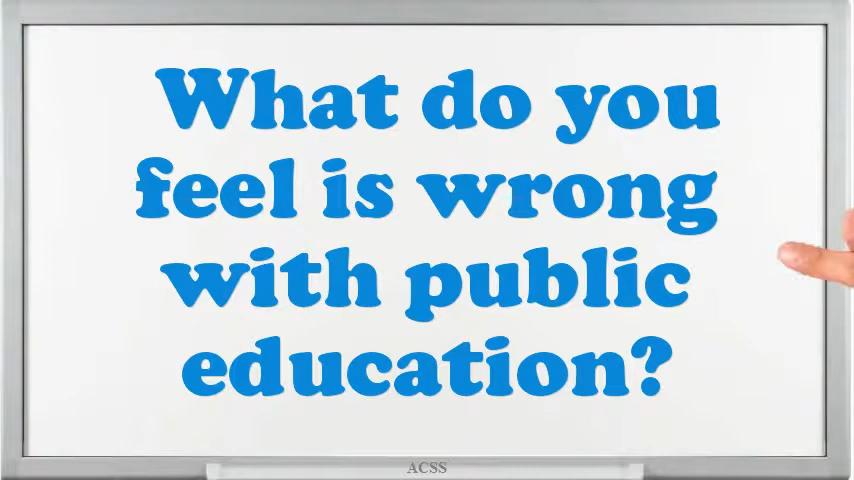 What do you
feel is wrong
with public
education?
ACSS